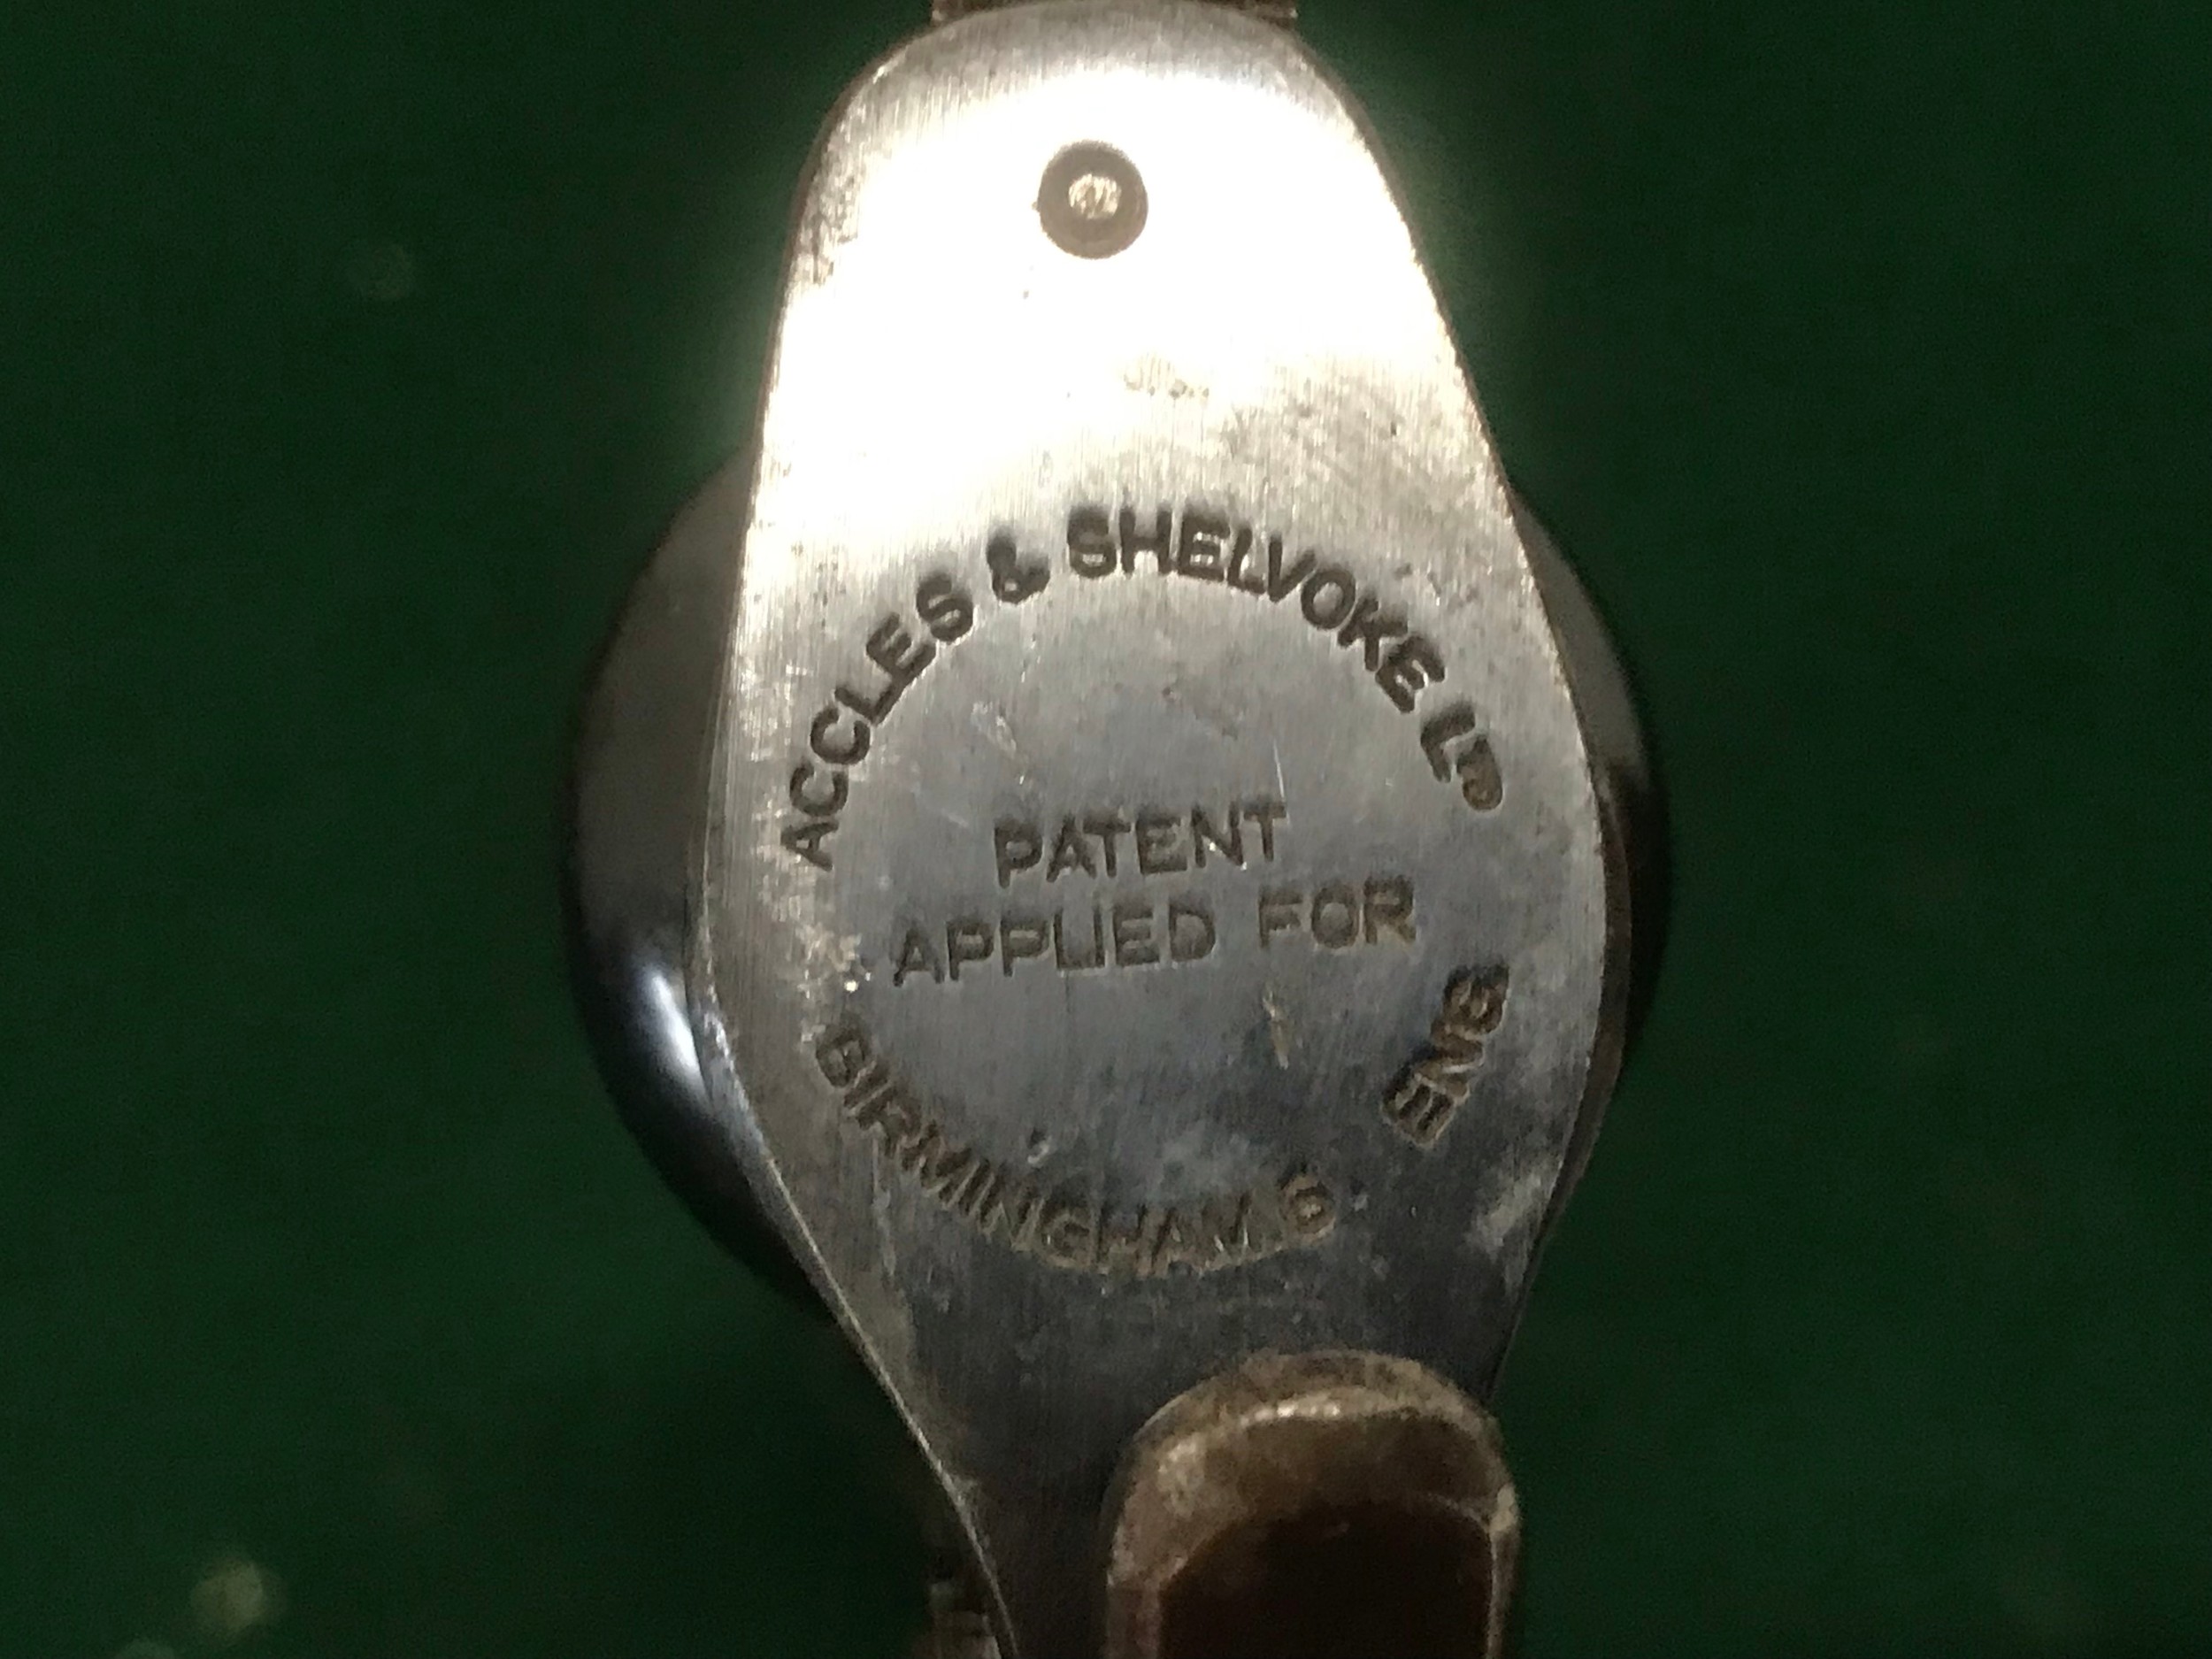 ACCLES & SHELVOKE LTD
PATENT
APPLIED FOR
BIRMINGHAM 6 ENG